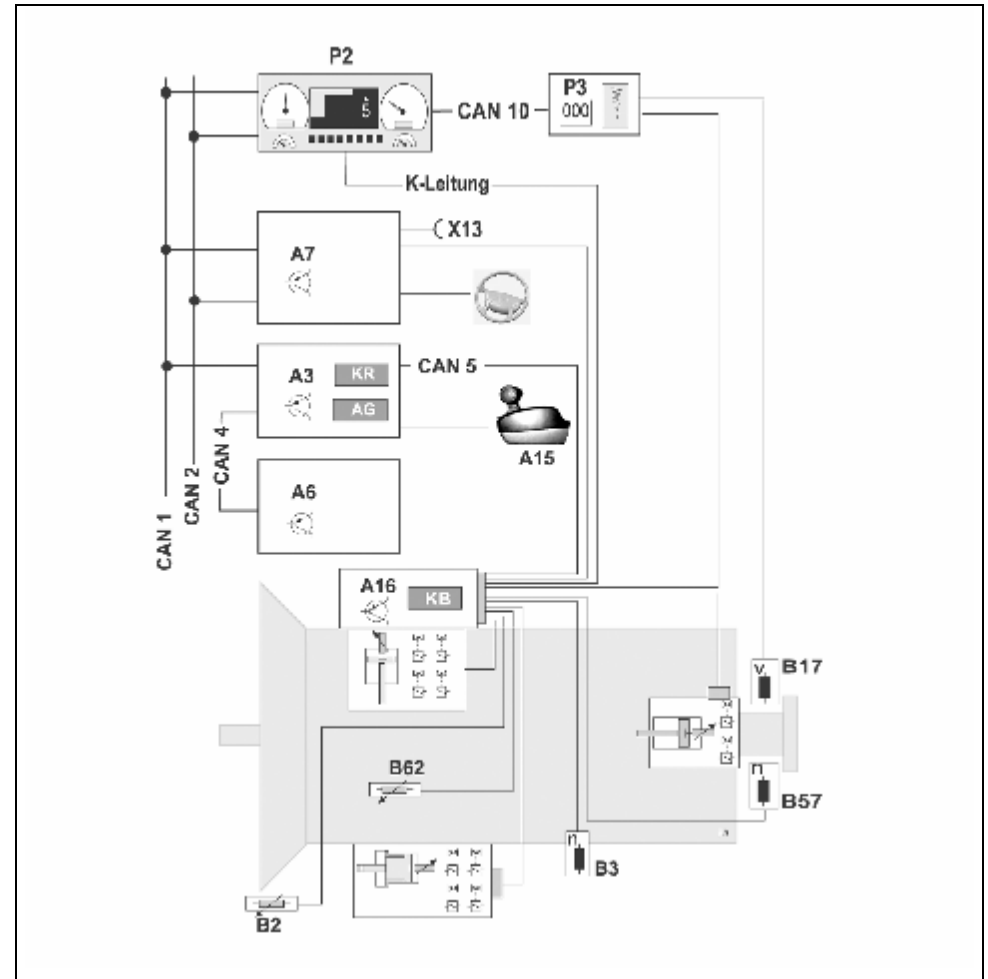 P2
P3
000
CAN 10
K-Leitung
X13
A7
A3
KR
AG
CAN 5
A15
CAN 4
CAN 2
CAN 1
A6
A16
KB
v
B17
B62
n
B57
n
B3
B2